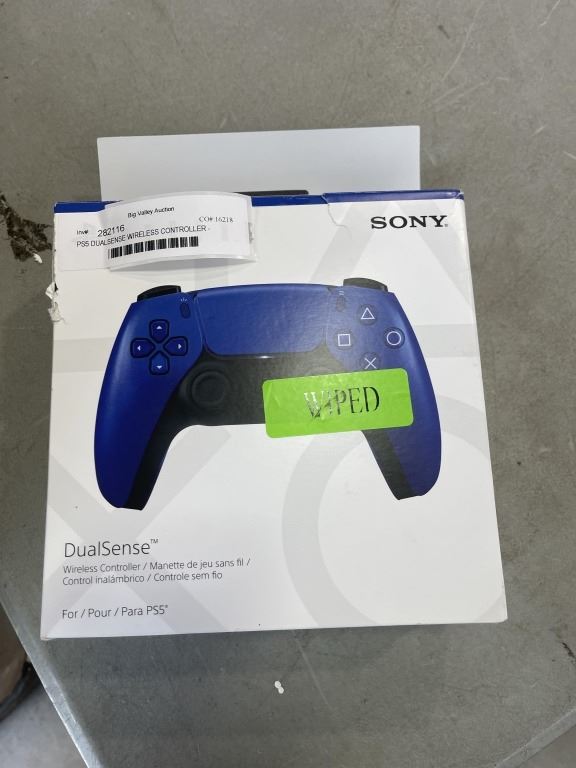 Big Valley Auction
Inv# 282116 CO# 16218
PS5 DUALSENSE WIRELESS CONTROLLER -
SONY
WIPED
DualSense™
Wireless Controller / Manette de jeu sans fil /
Control inalámbrico / Controle sem fio
For / Pour / Para PS5®